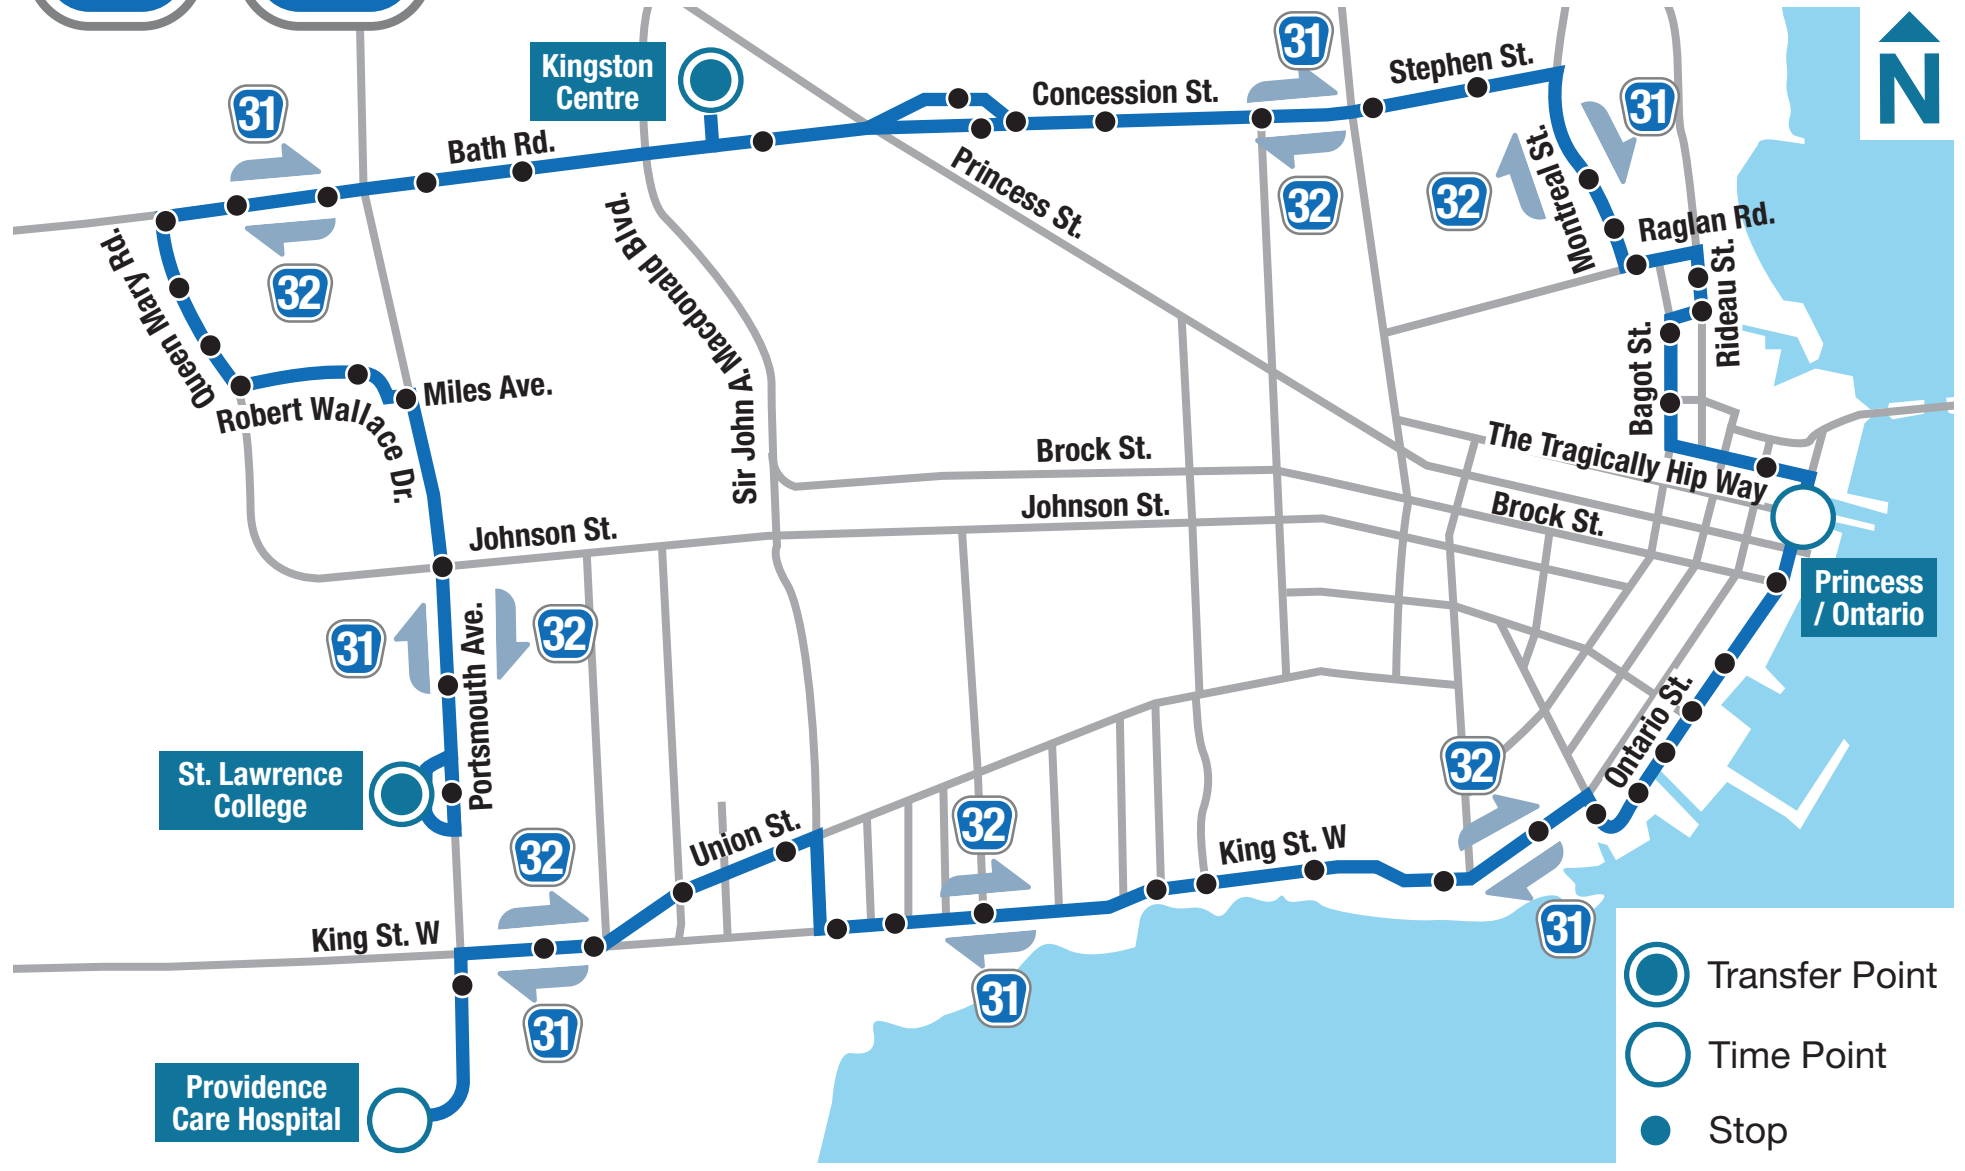 31
Kingston
Centre
31
Concession St.
Stephen St.
N
31
Bath Rd.
Princess St.
32
32
Montreal St.
Raglan Rd.
Queen Mary Rd.
32
Sir John A. Macdonald Blvd.
Rideau St.
Bagot St.
Robert Wallace Dr.
Miles Ave.
Brock St.
The Tragically Hip Way
Johnson St.
Johnson St.
Brock St.
31
32
Portsmouth Ave.
Princess
/ Ontario
St. Lawrence
College
32
Ontario St.
32
Union St.
32
King St. W
King St. W
31
31
31
Providence
Care Hospital
Transfer Point
Time Point
Stop